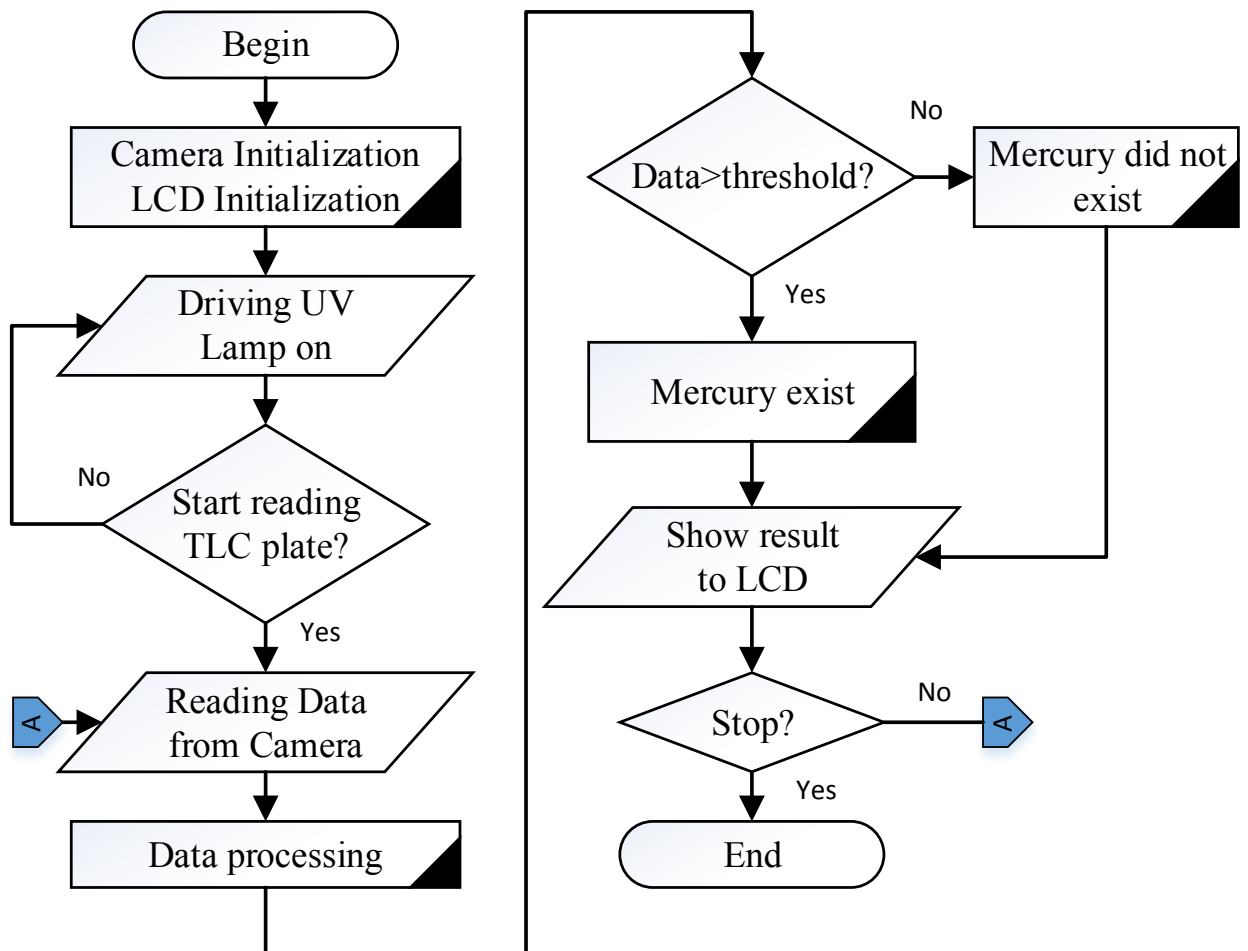 Begin
Camera Initialization
LCD Initialization
Driving UV
Lamp on
No
Start reading
TLC plate?
Yes
A
Reading Data
from Camera
Data processing
Data>threshold?
No
Mercury did not
exist
Yes
Mercury exist
Show result
to LCD
Stop?
No
A
Yes
End